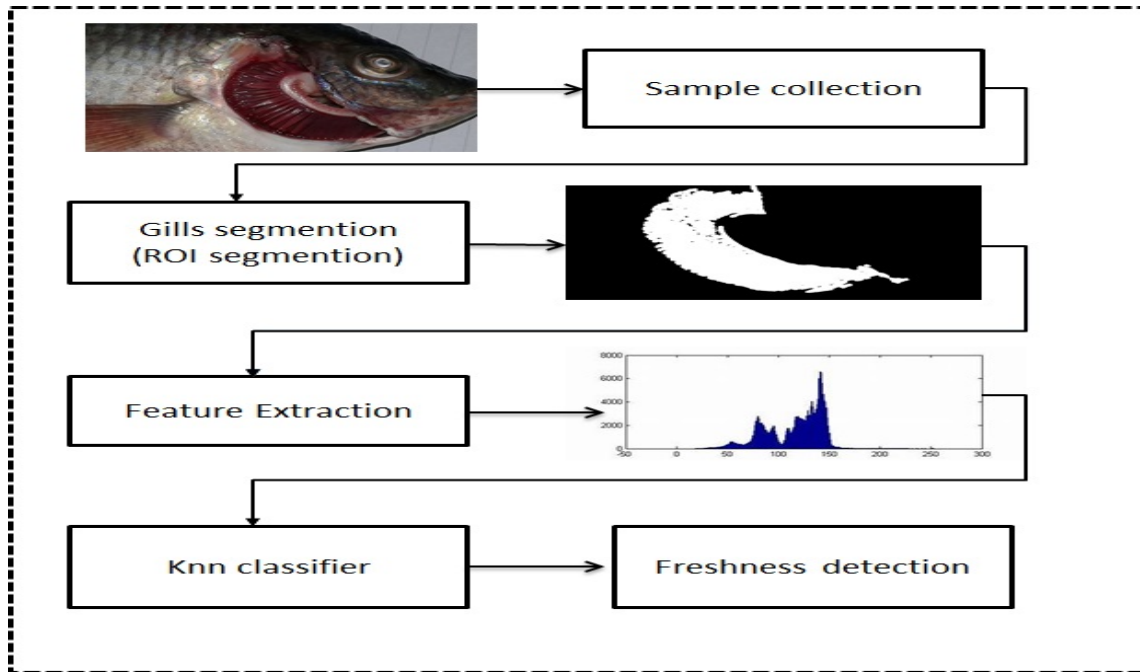 Sample collection
Gills segmention
(ROI segmention)
8000
6000
4000
2000
0
-50 0 50 100 150 200 250 300
Feature Extraction
Knn classifier
Freshness detection